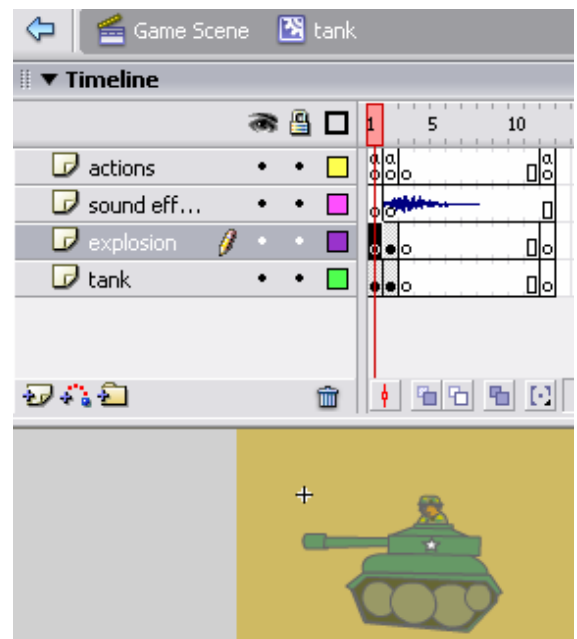 Game Scene tank
Timeline
1 5 10
actions
a a a
sound eff...
explosion
tank